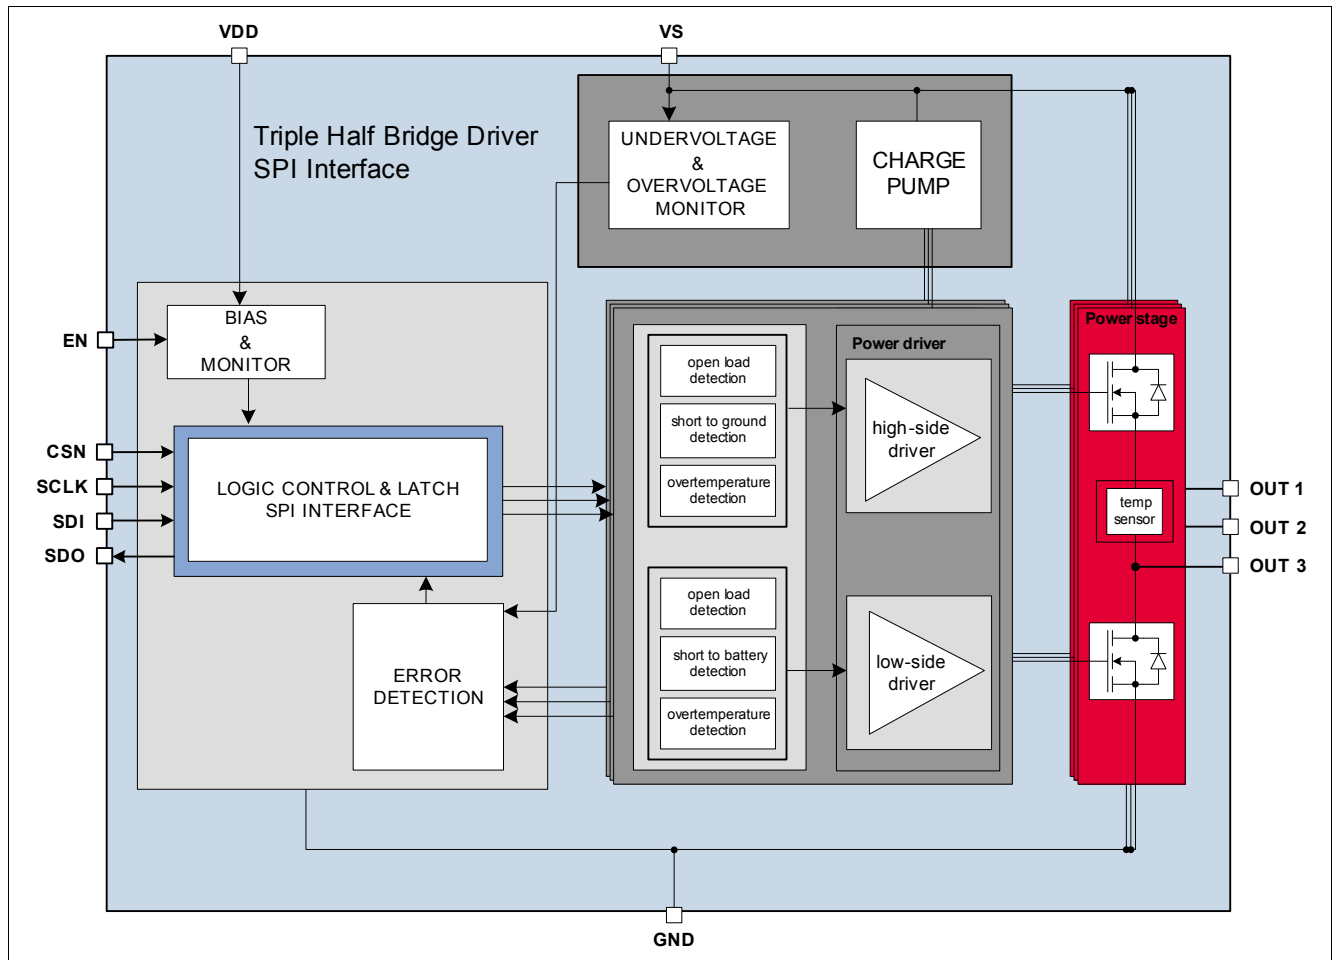 VDD
VS
Triple Half Bridge Driver
SPI Interface
UNDERVOLTAGE
&
OVERVOLTAGE
MONITOR
CHARGE
PUMP
EN
BIAS
&
MONITOR
CSN
SCLK
SDI
SDO
LOGIC CONTROL & LATCH
SPI INTERFACE
ERROR
DETECTION
open load
detection
short to ground
detection
overtemperature
detection
open load
detection
short to battery
detection
overtemperature
detection
Power driver
high-side
driver
low-side
driver
Power stage
temp
sensor
OUT 1
OUT 2
OUT 3
GND